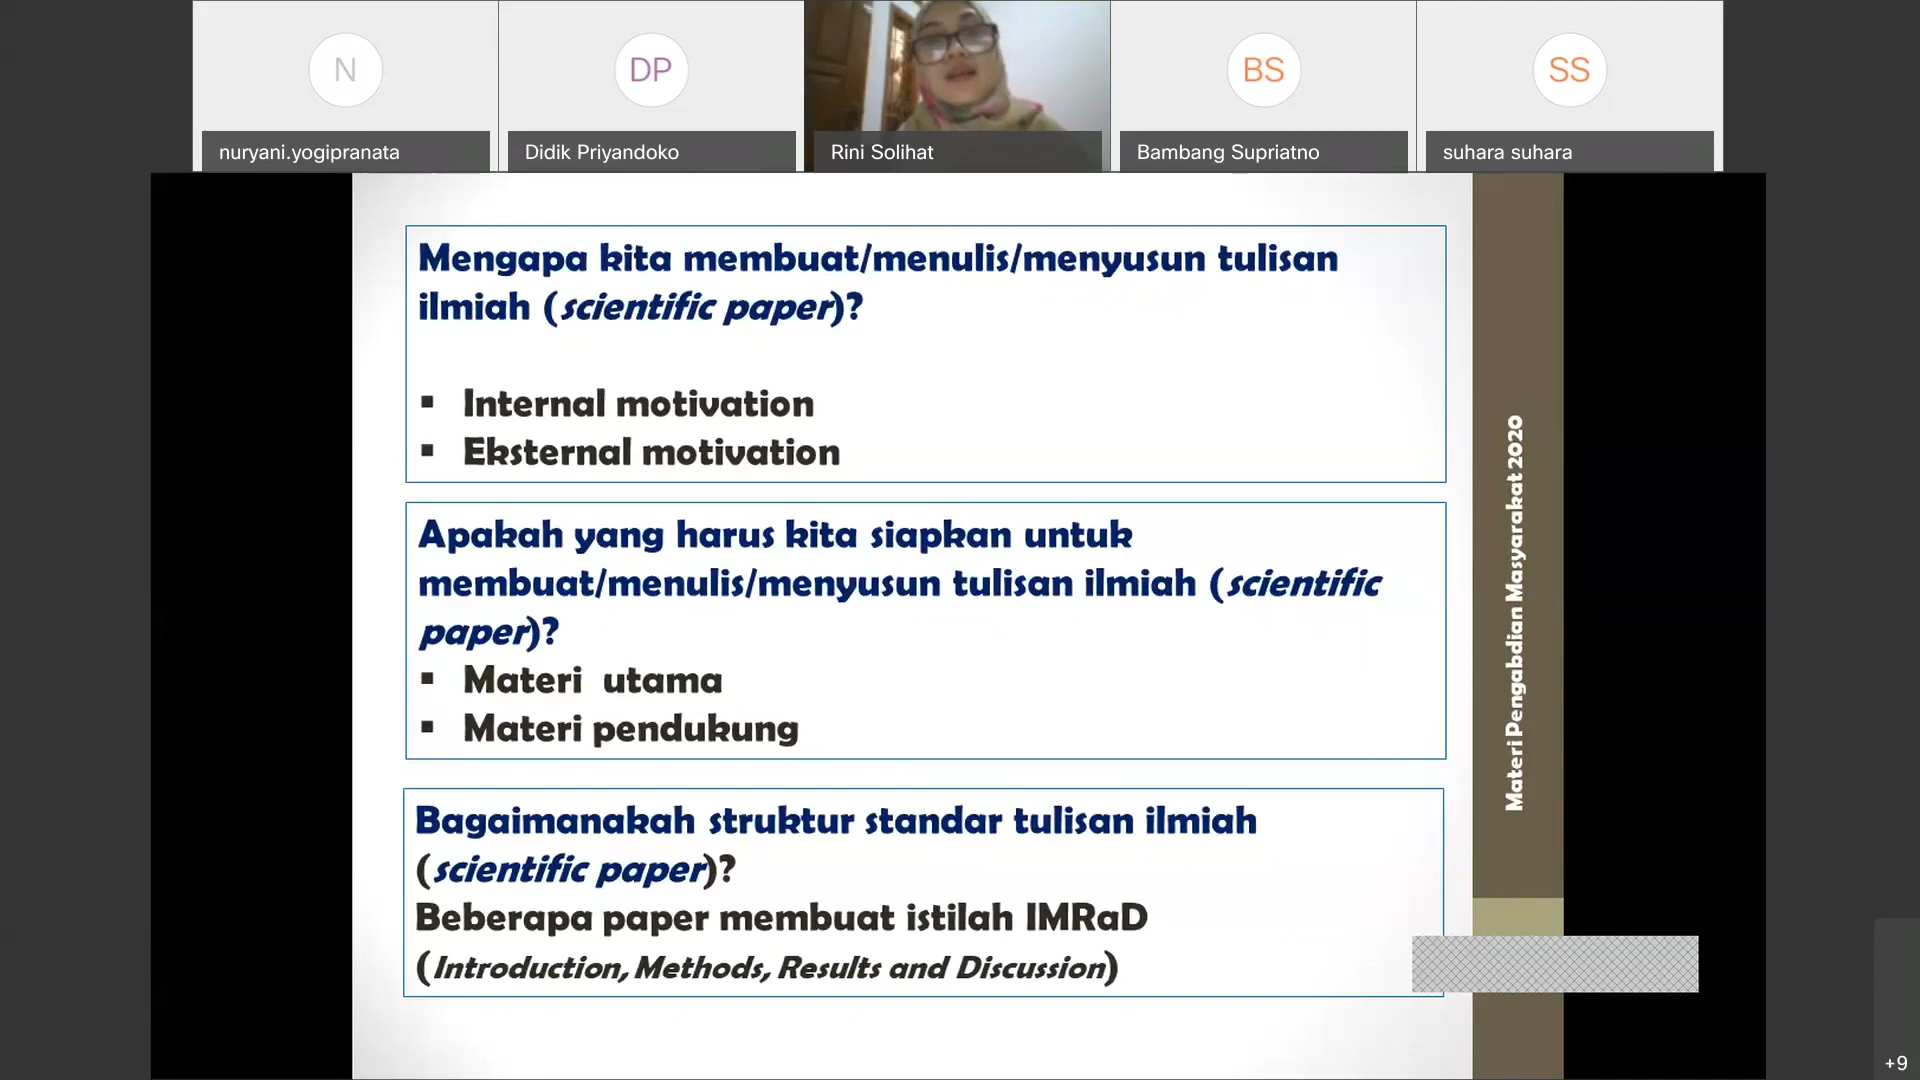 N
DP
BS
SS
nuryani.yogipranata
Didik Priyandoko
Rini Solihat
Bambang Supriatno
suhara suhara
Mengapa kita membuat/menulis/menyusun tulisan
ilmiah (scientific paper)?
▪ Internal motivation
▪ Eksternal motivation
Apakah yang harus kita siapkan untuk
membuat/menulis/menyusun tulisan ilmiah (scientific
paper)?
▪ Materi utama
▪ Materi pendukung
Bagaimanakah struktur standar tulisan ilmiah
(scientific paper)?
Beberapa paper membuat istilah IMRaD
(Introduction, Methods, Results and Discussion)
Materi Pengabdian Masyarakat 2020
+9